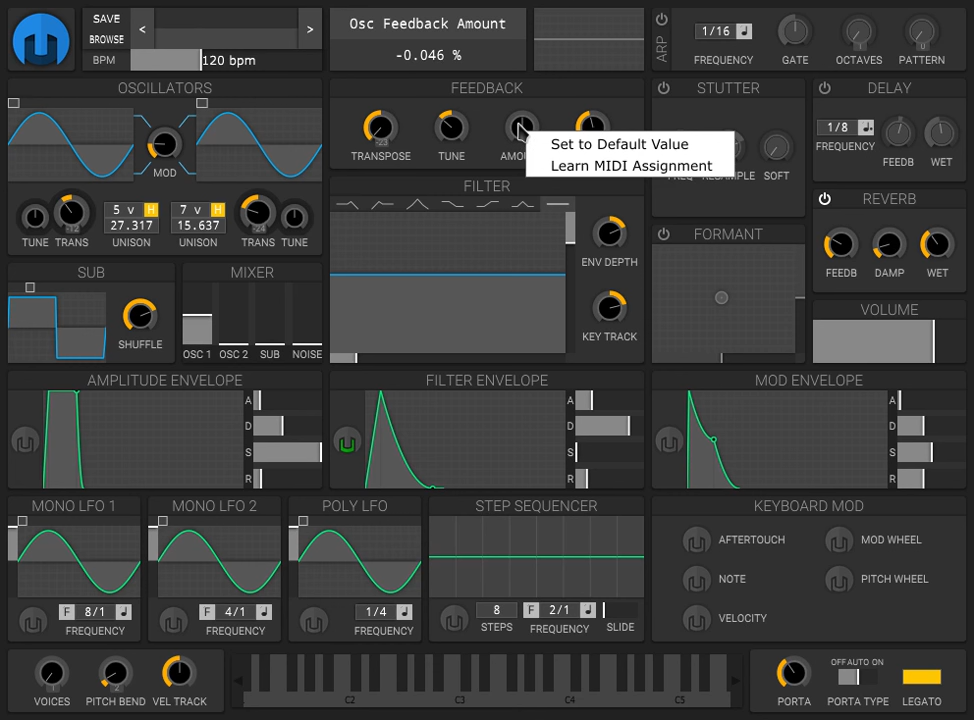 SAVE
BROWSE
BPM
<
>
120 bpm
Osc Feedback Amount
-0.046 %
ARP
1/16
FREQUENCY
GATE
OCTAVES
PATTERN
OSCILLATORS
MOD
TUNE
-12
TRANS
5 v H
27.317
UNISON
7 v H
15.637
UNISON
-24
TRANS
TUNE
FEEDBACK
-23
TRANSPOSE
TUNE
Set to Default Value
Learn MIDI Assignment
STUTTER
SOFT
DELAY
1/8
FREQUENCY
FEEDB
WET
FILTER
ENV DEPTH
KEY TRACK
REVERB
FEEDB
DAMP
WET
FORMANT
VOLUME
SUB
SHUFFLE
MIXER
OSC 1
OSC 2
SUB
NOISE
AMPLITUDE ENVELOPE
A
D
S
R
FILTER ENVELOPE
A
D
S
R
MOD ENVELOPE
A
D
S
R
MONO LFO 1
F 8/1
FREQUENCY
MONO LFO 2
F 4/1
FREQUENCY
POLY LFO
1/4
FREQUENCY
STEP SEQUENCER
8
STEPS
F 2/1
FREQUENCY
SLIDE
KEYBOARD MOD
AFTERTOUCH
MOD WHEEL
NOTE
PITCH WHEEL
VELOCITY
1
VOICES
2
PITCH BEND
VEL TRACK
C2
C3
C4
C5
PORTA
OFF AUTO ON
PORTA TYPE
LEGATO